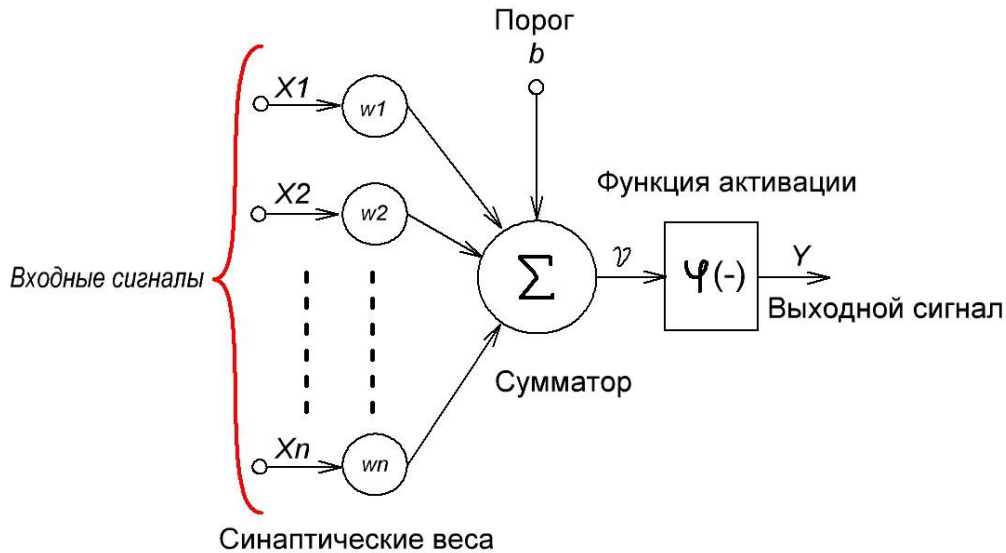 Порог
b
X1
w1
Функция активации
X2
w2
Входные сигналы
Σ
v
φ(-)
Y
Выходной сигнал
Сумматор
Xn
wn
Синаптические веса